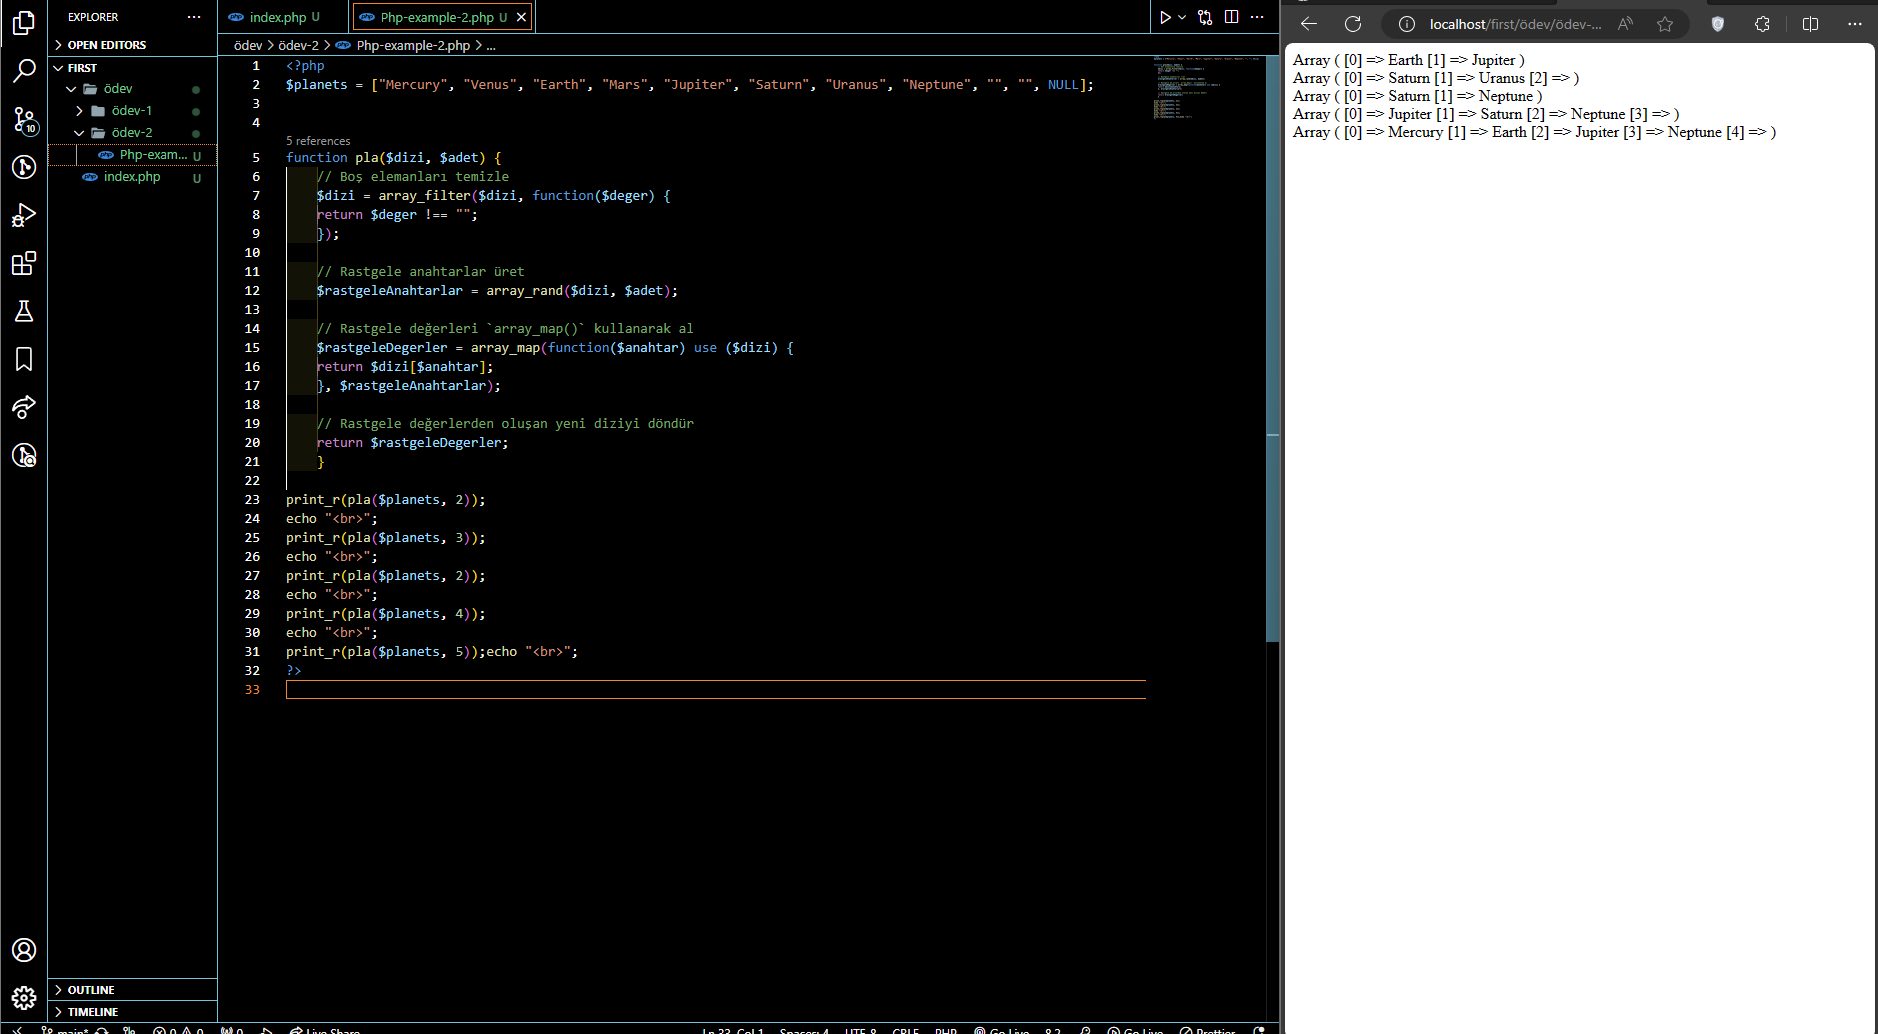 EXPLORER
OPEN EDITORS
FIRST
ödev
ödev-1
ödev-2
Php-exam... U
index.php U
10
OUTLINE
TIMELINE
index.php U
Php-example-2.php U
ödev > ödev-2 > Php-example-2.php > ...
1 <?php
2 $planets = ["Mercury", "Venus", "Earth", "Mars", "Jupiter", "Saturn", "Uranus", "Neptune", "", "", NULL];
3
4
5 references
5 function pla($dizi, $adet) {
6 // Boş elemanları temizle
7 $dizi = array_filter($dizi, function($deger) {
8 return $deger !== "";
9 });
10
11 // Rastgele anahtarlar üret
12 $rastgeleAnahtarlar = array_rand($dizi, $adet);
13
14 // Rastgele değerleri `array_map()` kullanarak al
15 $rastgeleDegerler = array_map(function($anahtar) use ($dizi) {
16 return $dizi[$anahtar];
17 }, $rastgeleAnahtarlar);
18
19 // Rastgele değerlerden oluşan yeni diziyi döndür
20 return $rastgeleDegerler;
21 }
22
23 print_r(pla($planets, 2));
24 echo "<br>";
25 print_r(pla($planets, 3));
26 echo "<br>";
27 print_r(pla($planets, 2));
28 echo "<br>";
29 print_r(pla($planets, 4));
30 echo "<br>";
31 print_r(pla($planets, 5));echo "<br>";
32 ?>
33
main* 0 0 0 Live Share Ln 33, Col 1 Spaces: 4 UTF-8 CRLF PHP Go Live 8.2 Go Live Prettier
localhost/first/ödev/ödev-...
Array ( [0] => Earth [1] => Jupiter )
Array ( [0] => Saturn [1] => Uranus [2] => )
Array ( [0] => Saturn [1] => Neptune )
Array ( [0] => Jupiter [1] => Saturn [2] => Neptune [3] => )
Array ( [0] => Mercury [1] => Earth [2] => Jupiter [3] => Neptune [4] => )